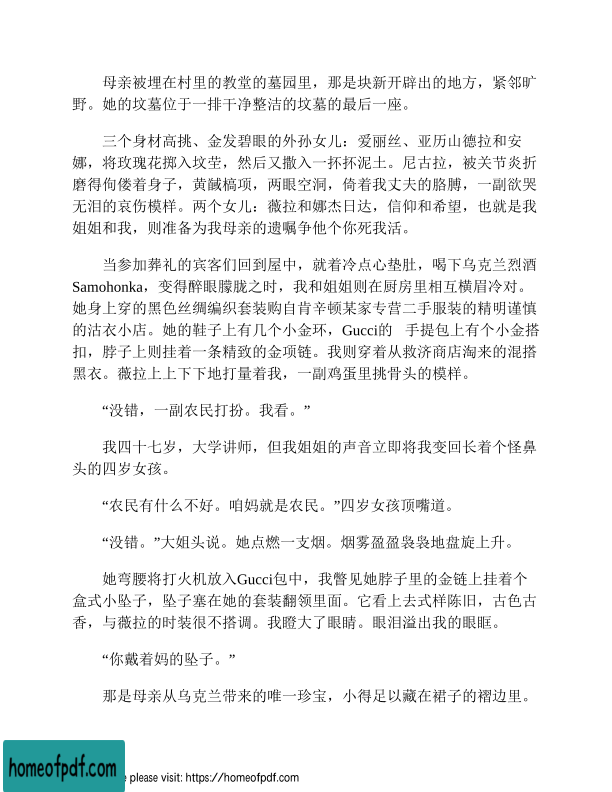 母亲被埋在村里的教堂的墓园里，那是块新开辟出的地方，紧邻旷
野。她的坟墓位于一排干净整洁的坟墓的最后一座。
三个身材高挑、金发碧眼的外孙女儿：爱丽丝、亚历山德拉和安
娜，将玫瑰花掷入坟茔，然后又撒入一抔抔泥土。尼古拉，被关节炎折
磨得佝偻着身子，黄馘槁项，两眼空洞，倚着我丈夫的胳膊，一副欲哭
无泪的哀伤模样。两个女儿：薇拉和娜杰日达，信仰和希望，也就是我
姐姐和我，则准备为我母亲的遗嘱争他个你死我活。
当参加葬礼的宾客们回到屋中，就着冷点心垫肚，喝下乌克兰烈酒
Samohonka，变得醉眼朦胧之时，我和姐姐则在厨房里相互横眉冷对。
她身上穿的黑色丝绸编织套装购自肯辛顿某家专营二手服装的精明谨慎
的沽衣小店。她的鞋子上有几个小金环，Gucci的 手提包上有个小金搭
扣，脖子上则挂着一条精致的金项链。我则穿着从救济商店淘来的混搭
黑衣。薇拉上上下下地打量着我，一副鸡蛋里挑骨头的模样。
“没错，一副农民打扮。我看。”
我四十七岁，大学讲师，但我姐姐的声音立即将我变回长着个怪鼻
头的四岁女孩。
“农民有什么不好。咱妈就是农民。”四岁女孩顶嘴道。
“没错。”大姐头说。她点燃一支烟。烟雾盈盈袅袅地盘旋上升。
她弯腰将打火机放入Gucci包中，我瞥见她脖子里的金链上挂着个
盒式小坠子，坠子塞在她的套装翻领里面。它看上去式样陈旧，古色古
香，与薇拉的时装很不搭调。我瞪大了眼睛。眼泪溢出我的眼眶。
“你戴着妈的坠子。”
那是母亲从乌克兰带来的唯一珍宝，小得足以藏在裙子的褶边里。
homeofpdf.com
please visit: https://homeofpdf.com